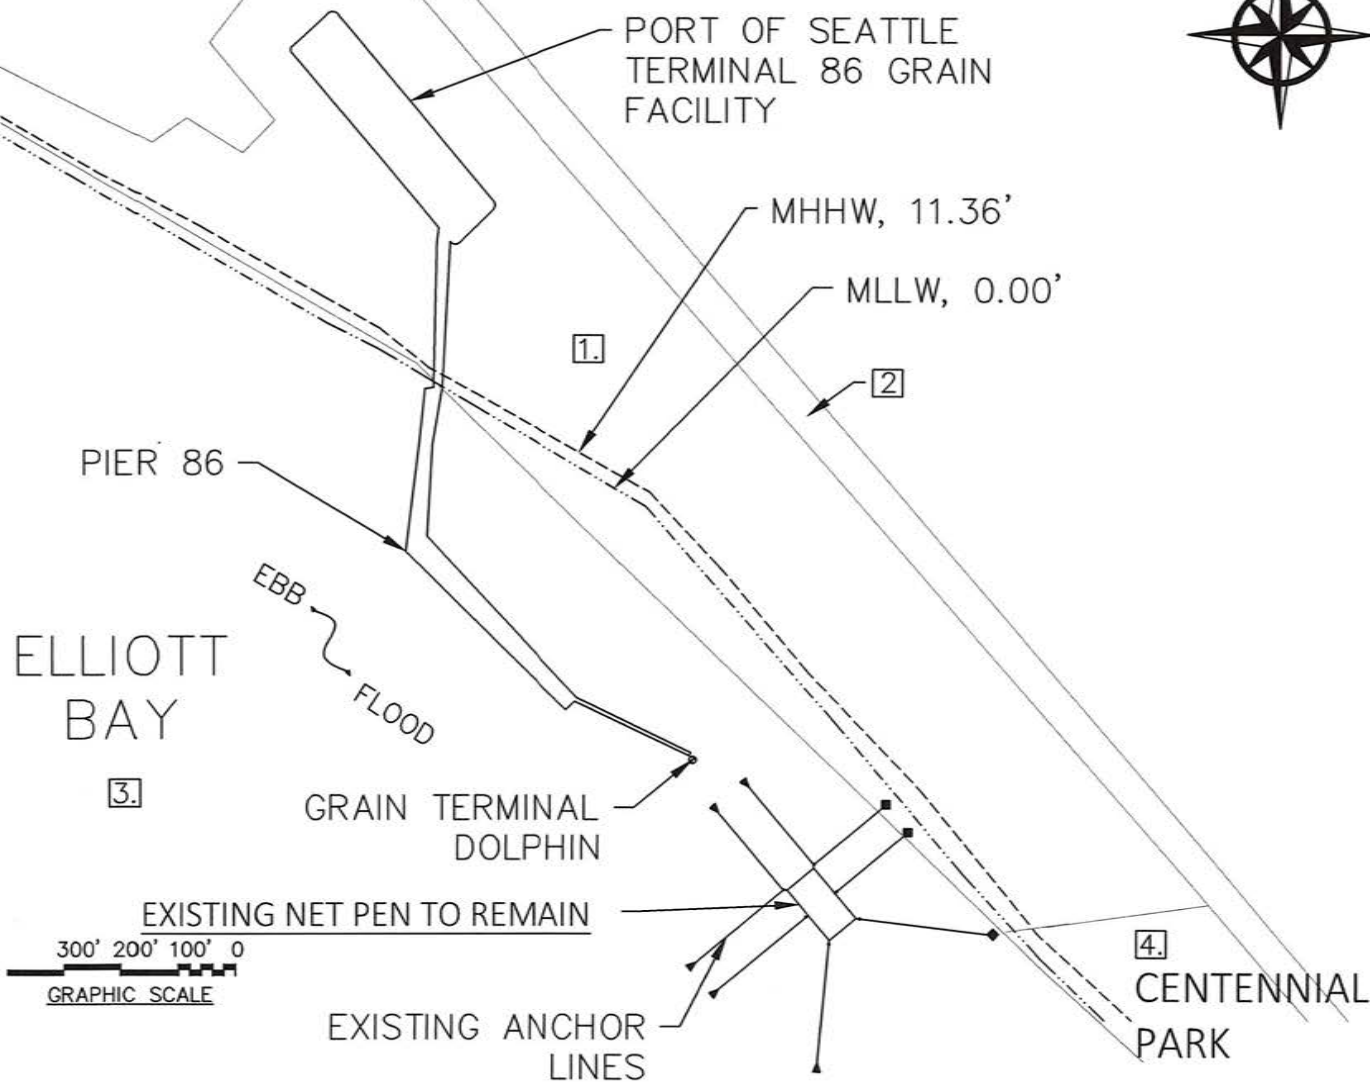 PORT OF SEATTLE
TERMINAL 86 GRAIN
FACILITY
MHHW, 11.36'
MLLW, 0.00'
1.
2
PIER 86
EBB
FLOOD
ELLIOTT
BAY
3.
GRAIN TERMINAL
DOLPHIN
EXISTING NET PEN TO REMAIN
300' 200' 100' 0
GRAPHIC SCALE
EXISTING ANCHOR
LINES
4.
CENTENNIAL
PARK